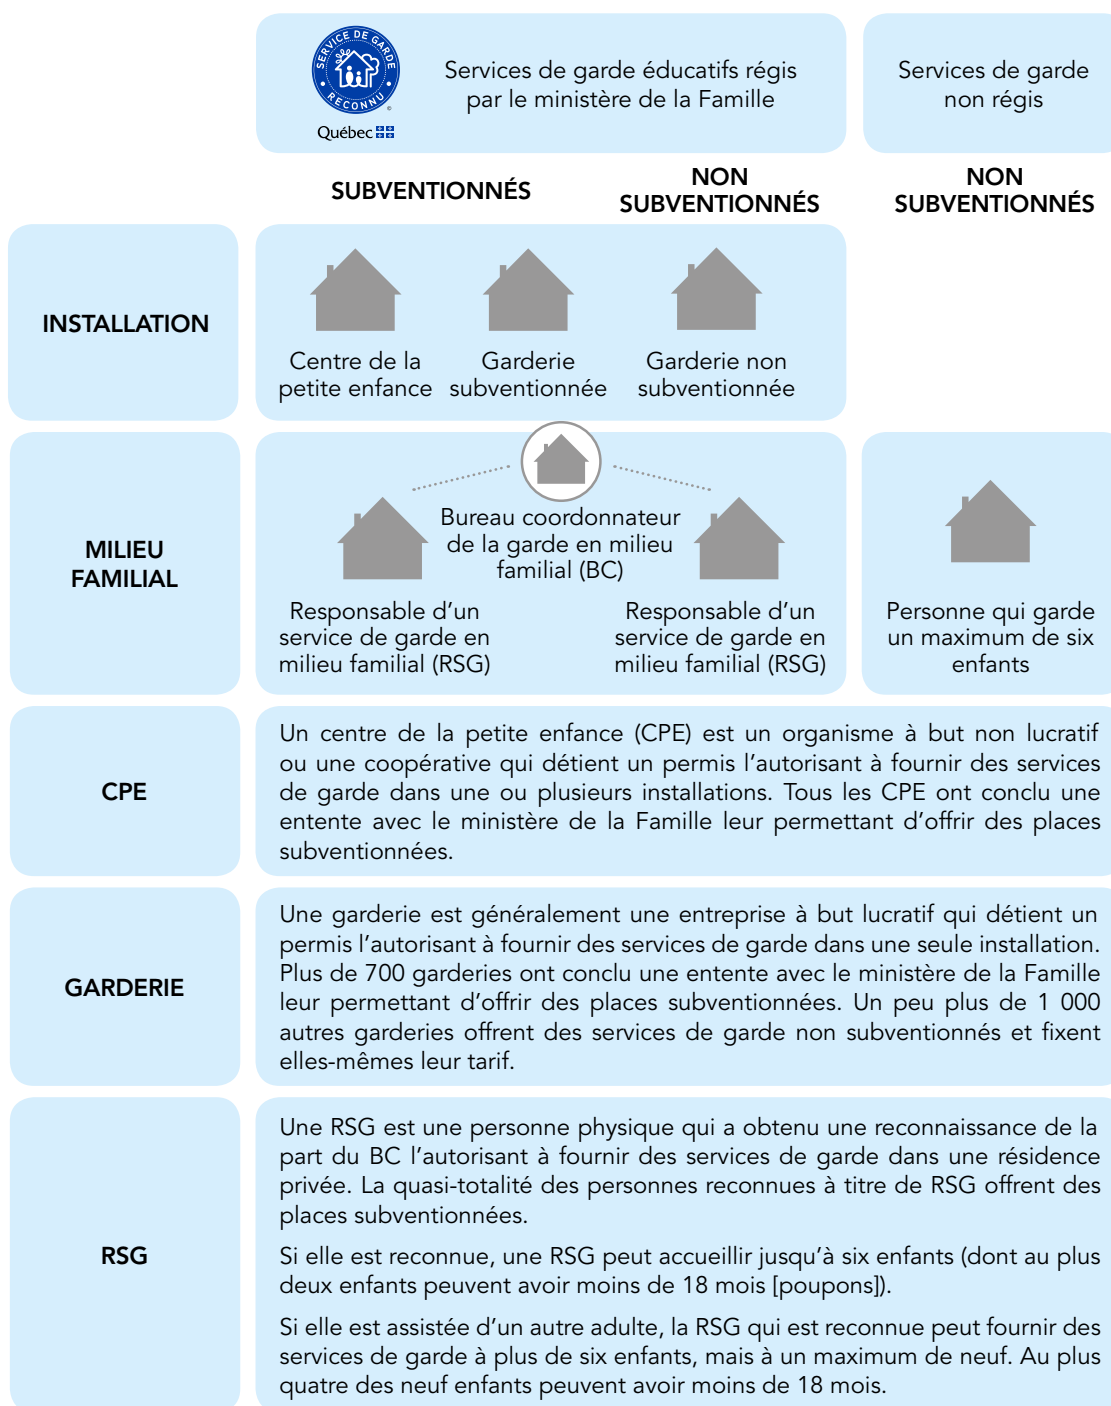 SERVICE DE GARDE
RECONNU
Québec
Services de garde éducatifs régis
par le ministère de la Famille
Services de garde
non régis
SUBVENTIONNÉS
NON
SUBVENTIONNÉS
NON
SUBVENTIONNÉS
INSTALLATION
Centre de la
petite enfance
Garderie
subventionnée
Garderie non
subventionnée
MILIEU
FAMILIAL
Bureau coordonnateur
de la garde en milieu
familial (BC)
Responsable d'un
service de garde en
milieu familial (RSG)
Responsable d'un
service de garde en
milieu familial (RSG)
Personne qui garde
un maximum de six
enfants
CPE
Un centre de la petite enfance (CPE) est un organisme à but non lucratif
ou une coopérative qui détient un permis l'autorisant à fournir des services
de garde dans une ou plusieurs installations. Tous les CPE ont conclu une
entente avec le ministère de la Famille leur permettant d'offrir des places
subventionnées.
GARDERIE
Une garderie est généralement une entreprise à but lucratif qui détient un
permis l'autorisant à fournir des services de garde dans une seule installation.
Plus de 700 garderies ont conclu une entente avec le ministère de la Famille
leur permettant d'offrir des places subventionnées. Un peu plus de 1 000
autres garderies offrent des services de garde non subventionnés et fixent
elles-mêmes leur tarif.
RSG
Une RSG est une personne physique qui a obtenu une reconnaissance de la
part du BC l'autorisant à fournir des services de garde dans une résidence
privée. La quasi-totalité des personnes reconnues à titre de RSG offrent des
places subventionnées.
Si elle est reconnue, une RSG peut accueillir jusqu'à six enfants (dont au plus
deux enfants peuvent avoir moins de 18 mois [poupons]).
Si elle est assistée d'un autre adulte, la RSG qui est reconnue peut fournir des
services de garde à plus de six enfants, mais à un maximum de neuf. Au plus
quatre des neuf enfants peuvent avoir moins de 18 mois.